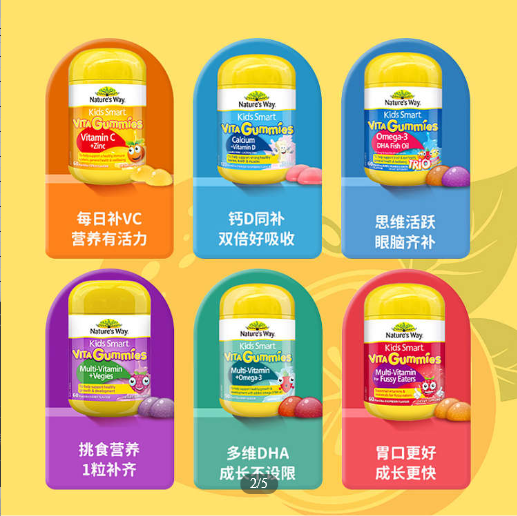 Nature's Way.
Kids Smart
VITA Gummies
Vitamin C
+Zinc
每日补VC
营养有活力
Nature's Way.
Kids Smart
VITA Gummies
Calcium
+Vitamin D
钙D同补
双倍好吸收
Nature's Way.
Kids Smart
VITA Gummies
Omega-3
DHA Fish Oil
思维活跃
眼脑齐补
Nature's Way.
Kids Smart
VITA Gummies
Multi-Vitamin
+Vegies
挑食营养
1粒补齐
Nature's Way.
Kids Smart
VITA Gummies
Multi-Vitamin
+Omega-3
多维DHA
成长不设限
2/5
Nature's Way.
Kids Smart
VITA Gummies
Multi-Vitamin
for Fussy Eaters
胃口更好
成长更快